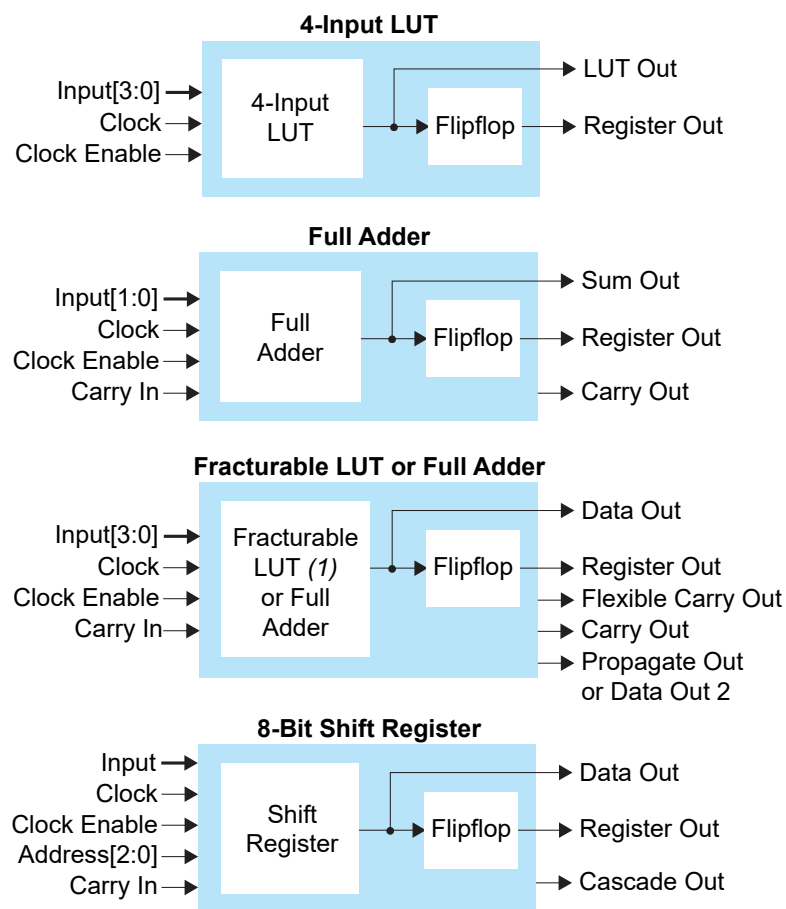 4-Input LUT
Input[3:0]
Clock
Clock Enable
4-Input
LUT
Flipflop
LUT Out
Register Out
Full Adder
Input[1:0]
Clock
Clock Enable
Carry In
Full
Adder
Flipflop
Sum Out
Register Out
Carry Out
Fracturable LUT or Full Adder
Input[3:0]
Clock
Clock Enable
Carry In
Fracturable
LUT (1)
or Full
Adder
Flipflop
Data Out
Register Out
Flexible Carry Out
Carry Out
Propagate Out
or Data Out 2
8-Bit Shift Register
Input
Clock
Clock Enable
Address[2:0]
Carry In
Shift
Register
Flipflop
Data Out
Register Out
Cascade Out